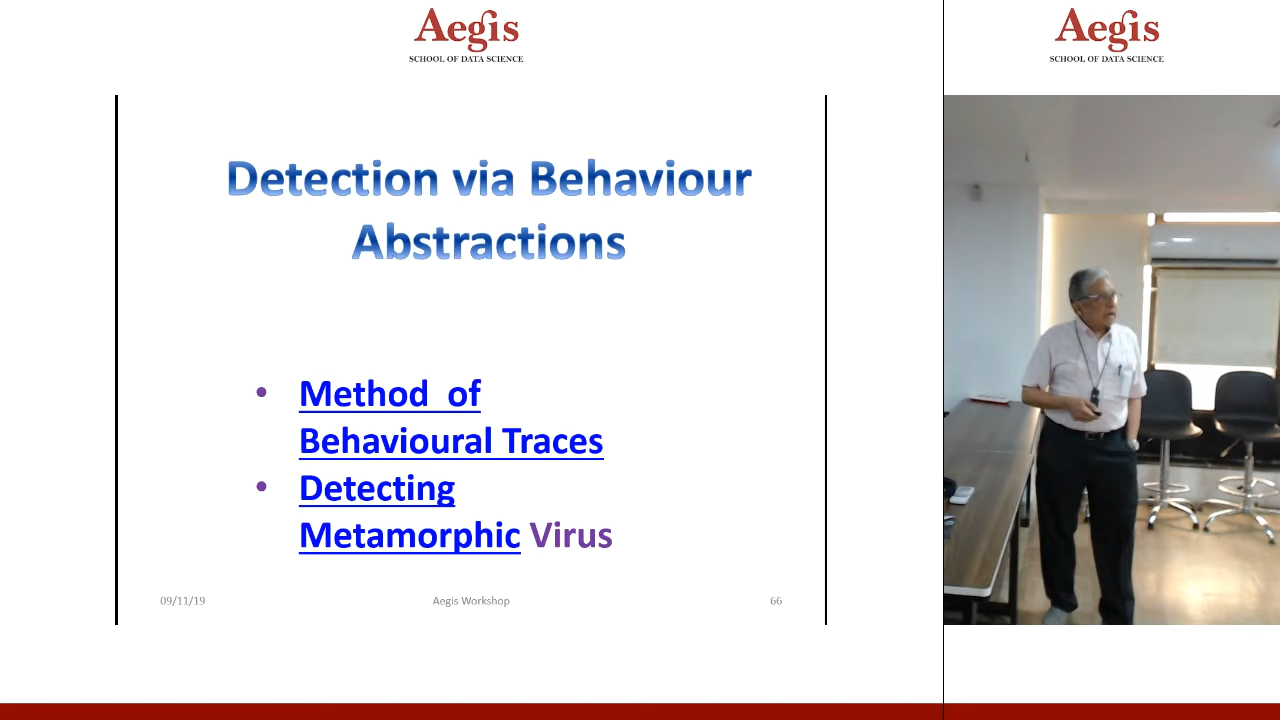 Aegis
SCHOOL OF DATA SCIENCE
Aegis
SCHOOL OF DATA SCIENCE
Detection via Behaviour
Abstractions
• Method of
Behavioural Traces
• Detecting
Metamorphic Virus
09/11/19
Aegis Workshop
66